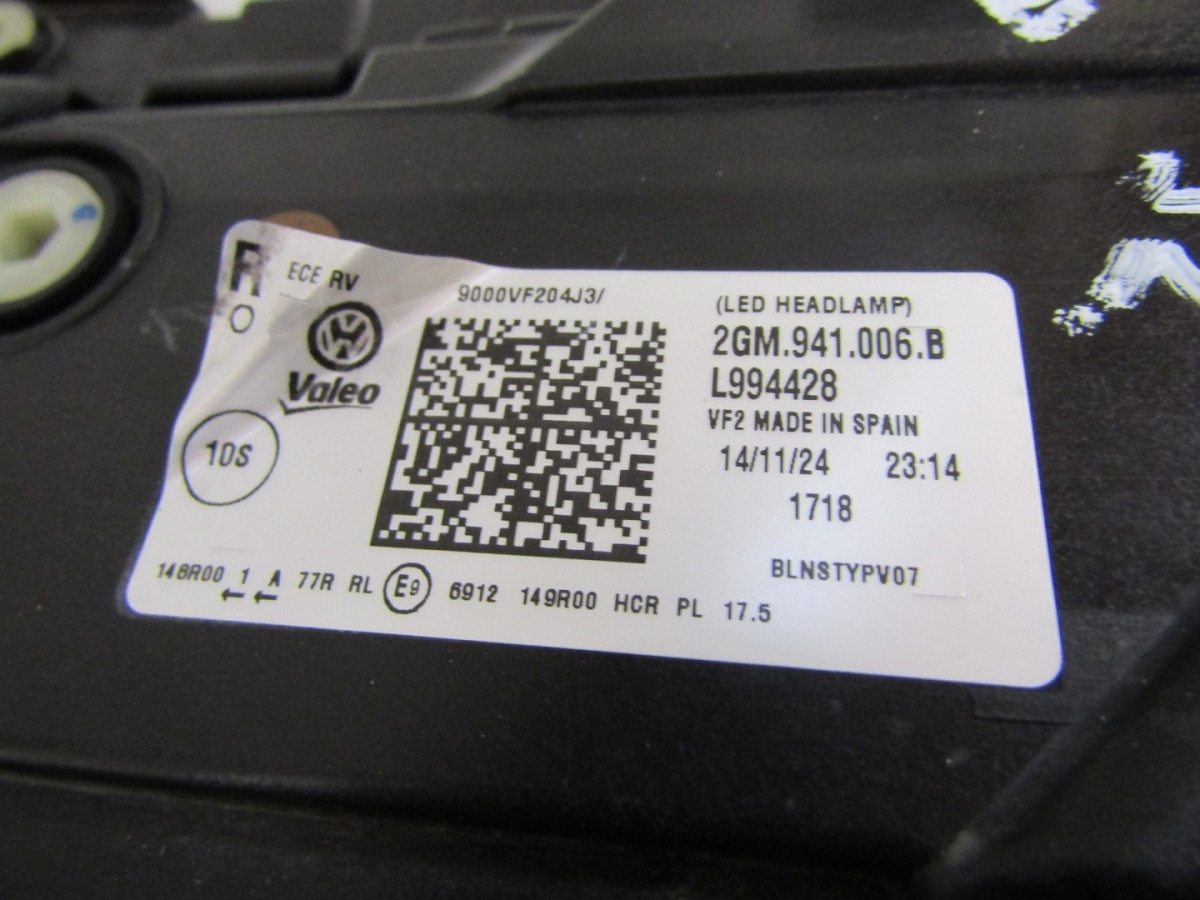 R
O
ECE RV
Valeo
1DS
9000VF204J3/
(LED HEADLAMP)
2GM.941.006.B
L994428
VF2 MADE IN SPAIN
14/11/24 23:14
1718
BLNSTYPV07
148R00 1 A 77R RL E9 6912 149R00 HCR PL 17.5